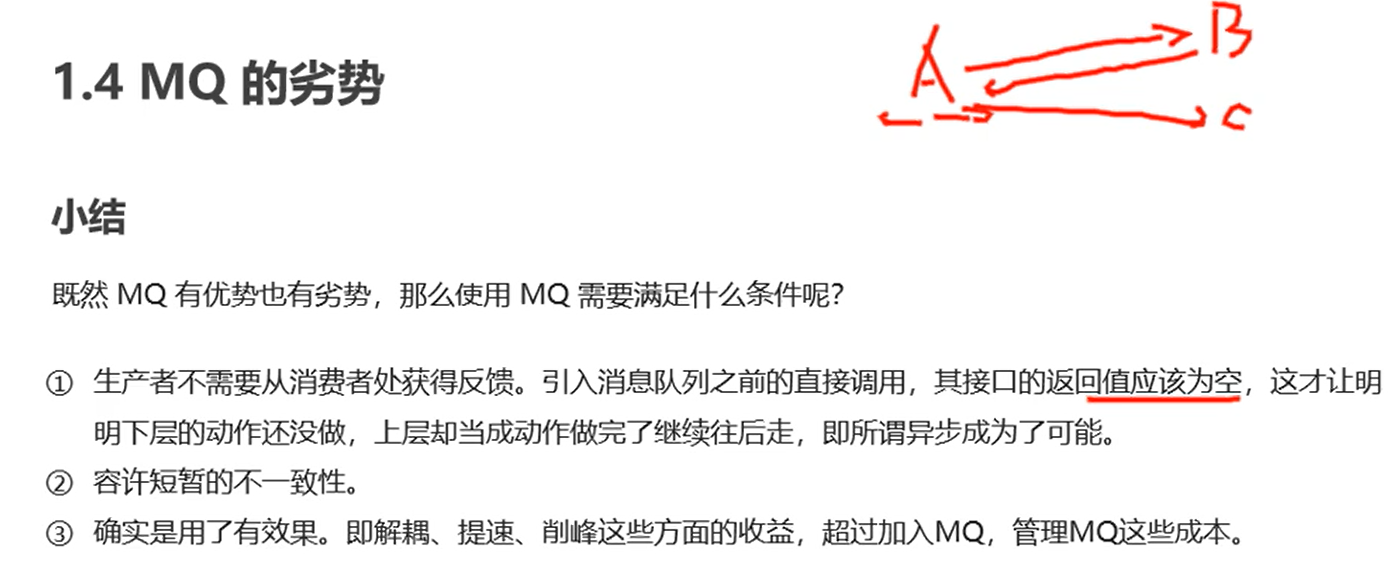 A
B
C
1.4 MQ 的劣势
小结
既然 MQ 有优势也有劣势，那么使用 MQ 需要满足什么条件呢？
① 生产者不需要从消费者处获得反馈。引入消息队列之前的直接调用，其接口的返回值应该为空，这才让明
明下层的动作还没做，上层却当成动作做完了继续往后走，即所谓异步成为了可能。
② 容许短暂的不一致性。
③ 确实是用了有效果。即解耦、提速、削峰这些方面的收益，超过加入MQ，管理MQ这些成本。